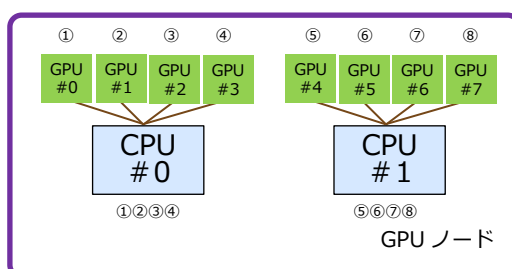 ① ② ③ ④ ⑤ ⑥ ⑦ ⑧
GPU GPU GPU GPU GPU GPU GPU GPU
#0 #1 #2 #3 #4 #5 #6 #7
CPU CPU
#0 #1
①②③④ ⑤⑥⑦⑧
GPU ノード